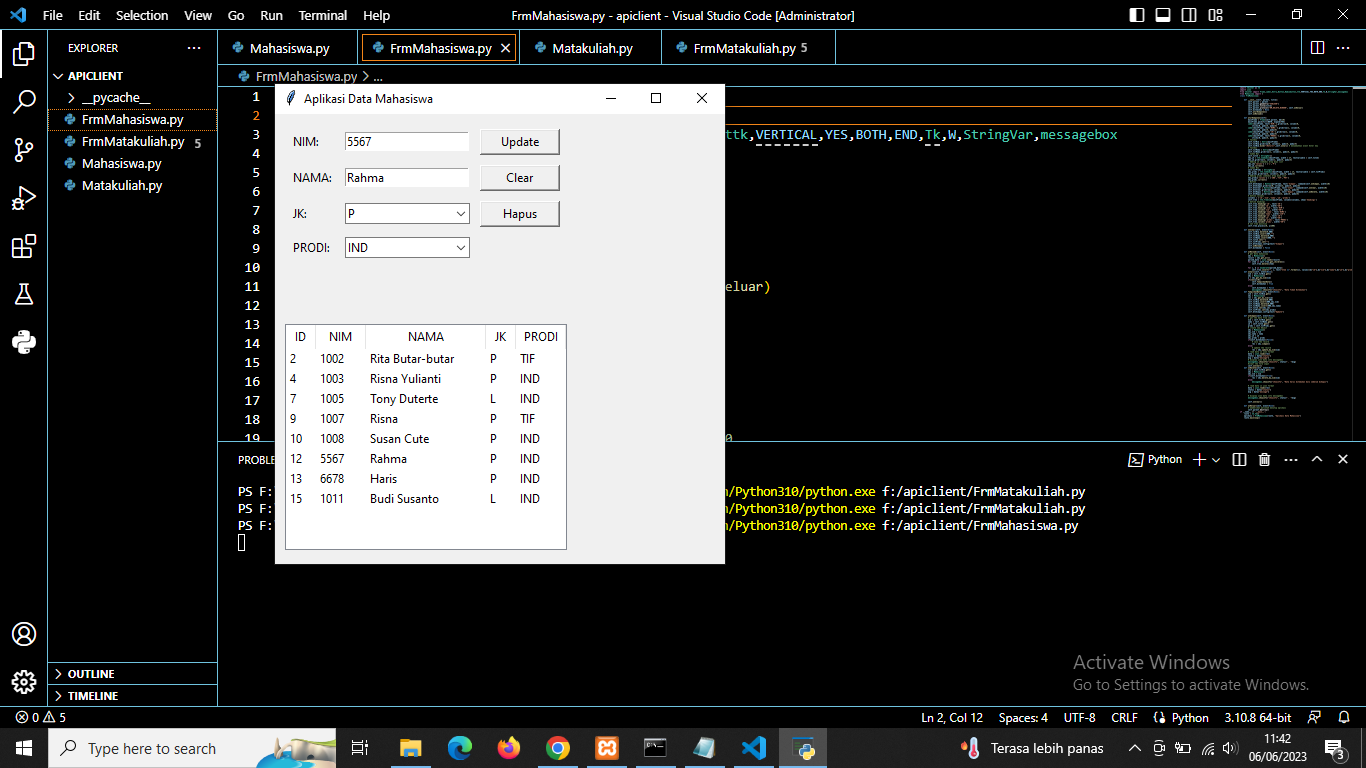 File Edit Selection View Go Run Terminal Help
FrmMahasiswa.py - apiclient - Visual Studio Code [Administrator]
EXPLORER
APICLIENT
__pycache__
FrmMahasiswa.py
FrmMatakuliah.py 5
Mahasiswa.py
Matakuliah.py
OUTLINE
TIMELINE
Mahasiswa.py FrmMahasiswa.py Matakuliah.py FrmMatakuliah.py 5
FrmMahasiswa.py > ...
1
2
3 ttk,VERTICAL,YES,BOTH,END,Tk,W,StringVar,messagebox
4
5
6
7
8
9
10
11 eluar)
12
13
14
15
16
17
18
19
Aplikasi Data Mahasiswa
NIM: 5567 Update
NAMA: Rahma Clear
JK: P Hapus
PRODI: IND
ID NIM NAMA JK PRODI
2 1002 Rita Butar-butar P TIF
4 1003 Risna Yulianti P IND
7 1005 Tony Duterte L IND
9 1007 Risna P TIF
10 1008 Susan Cute P IND
12 5567 Rahma P IND
13 6678 Haris P IND
15 1011 Budi Susanto L IND
PROBLE
Python
PS F: n/Python310/python.exe f:/apiclient/FrmMatakuliah.py
PS F: n/Python310/python.exe f:/apiclient/FrmMatakuliah.py
PS F: n/Python310/python.exe f:/apiclient/FrmMahasiswa.py
Activate Windows
Go to Settings to activate Windows.
0 5 Ln 2, Col 12 Spaces: 4 UTF-8 CRLF Python 3.10.8 64-bit
Type here to search
Terasa lebih panas
11:42
06/06/2023
3